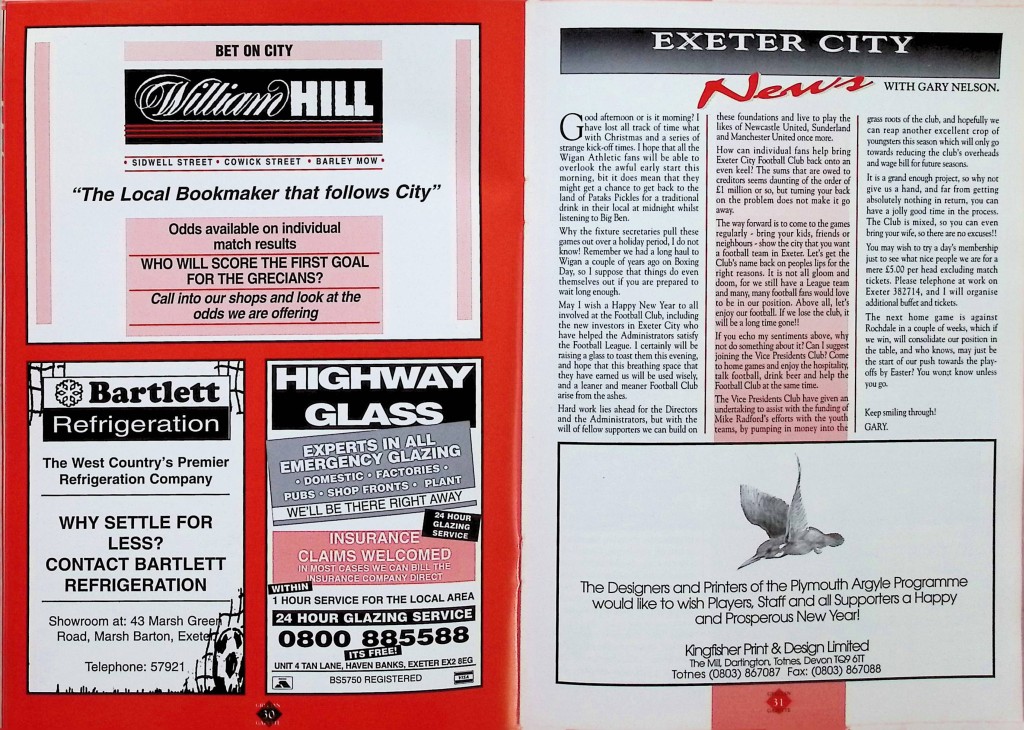 BET ON CITY
William HILL
• SIDWELL STREET • COWICK STREET • BARLEY MOW •
“The Local Bookmaker that follows City”
Odds available on individual
match results
WHO WILL SCORE THE FIRST GOAL
FOR THE GRECIANS?
Call into our shops and look at the
odds we are offering
Bartlett
Refrigeration
The West Country's Premier
Refrigeration Company
WHY SETTLE FOR
LESS?
CONTACT BARTLETT
REFRIGERATION
Showroom at: 43 Marsh Green
Road, Marsh Barton, Exeter
Telephone: 57921
HIGHWAY
GLASS
EXPERTS IN ALL
EMERGENCY GLAZING
• DOMESTIC • FACTORIES •
PUBS • SHOP FRONTS • PLANT
WE'LL BE THERE RIGHT AWAY
24 HOUR
GLAZING
SERVICE
INSURANCE
CLAIMS WELCOMED
IN MOST CASES WE CAN BILL THE
INSURANCE COMPANY DIRECT
WITHIN
1 HOUR SERVICE FOR THE LOCAL AREA
24 HOUR GLAZING SERVICE
0800 885588
ITS FREE!
UNIT 4 TAN LANE, HAVEN BANKS, EXETER EX2 8EG
BS5750 REGISTERED
30
EXETER CITY
News
WITH GARY NELSON.
Good afternoon or is it morning? I
have lost all track of time what
with Christmas and a series of
strange kick-off times. I hope that all the
Wigan Athletic fans will be able to
overlook the awful early start this
morning, bit it does mean that they
might get a chance to get back to the
land of Pataks Pickles for a traditional
drink in their local at midnight whilst
listening to Big Ben.
Why the fixture secretaries pull these
games out over a holiday period, I do not
know! Remember we had a long haul to
Wigan a couple of years ago on Boxing
Day, so I suppose that things do even
themselves out if you are prepared to
wait long enough.
May I wish a Happy New Year to all
involved at the Football Club, including
the new investors in Exeter City who
have helped the Administrators satisfy
the Football League. I certainly will be
raising a glass to toast them this evening,
and hope that this breathing space that
they have earned us will be used wisely,
and a leaner and meaner Football Club
arise from the ashes.
Hard work lies ahead for the Directors
and the Administrators, but with the
will of fellow supporters we can build on
these foundations and live to play the
likes of Newcastle United, Sunderland
and Manchester United once more.
How can individual fans help bring
Exeter City Football Club back onto an
even keel? The sums that are owed to
creditors seems daunting of the order of
£1 million or so, but turning your back
on the problem does not make it go
away.
The way forward is to come to the games
regularly - bring your kids, friends or
neighbours - show the city that you want
a football team in Exeter. Let's get the
Club's name back on peoples lips for the
right reasons. It is not all gloom and
doom, for we still have a League team
and many, many football fans would love
to be in our position. Above all, let's
enjoy our football. If we lose the club, it
will be a long time gone!!
If you echo my sentiments above, why
not do something about it? Can I suggest
joining the Vice Presidents Club? Come
to home games and enjoy the hospitality,
talk football, drink beer and help the
Football Club at the same time.
The Vice Presidents Club have given an
undertaking to assist with the funding of
Mike Radford's efforts with the youth
teams, by pumping in money into the
grass roots of the club, and hopefully we
can reap another excellent crop of
youngsters this season which will only go
towards reducing the club's overheads
and wage bill for future seasons.
It is a grand enough project, so why not
give us a hand, and far from getting
absolutely nothing in return, you can
have a jolly good time in the process.
The Club is mixed, so you can even
bring your wife, so there are no excuses!!
You may wish to try a day's membership
just to see what nice people we are for a
mere £5.00 per head excluding match
tickets. Please telephone at work on
Exeter 382714, and I will organise
additional buffet and tickets.
The next home game is against
Rochdale in a couple of weeks, which if
we win, will consolidate our position in
the table, and who knows, may just be
the start of our push towards the play-
offs by Easter? You won;t know unless
you go.
Keep smiling through!
GARY.
The Designers and Printers of the Plymouth Argyle Programme
would like to wish Players, Staff and all Supporters a Happy
and Prosperous New Year!
Kingfisher Print & Design Limited
The Mill, Dartington, Totnes, Devon TQ9 6TT
Totnes (0803) 867087 Fax: (0803) 867088
31